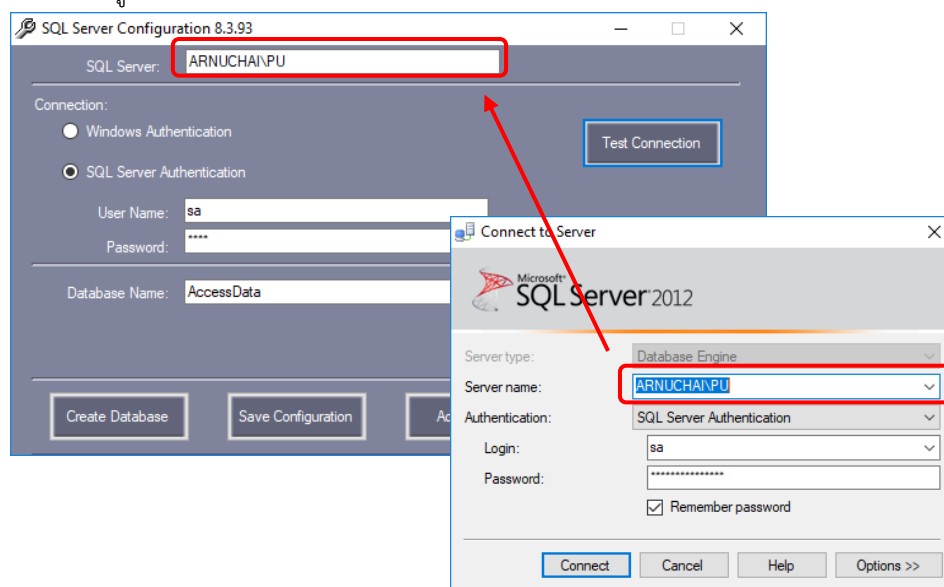 SQL Server Configuration 8.3.93
SQL Server: ARNUCHAI\PU
Connection:
Windows Authentication
Test Connection
SQL Server Authentication
User Name: sa
Password: ****
Database Name: AccessData
Create Database
Save Configuration
Connect to Server
Microsoft®
SQL Server 2012
Server type: Database Engine
Server name: ARNUCHAI\PU
Authentication: SQL Server Authentication
Login: sa
Password: ***************
Remember password
Connect
Cancel
Help
Options >>